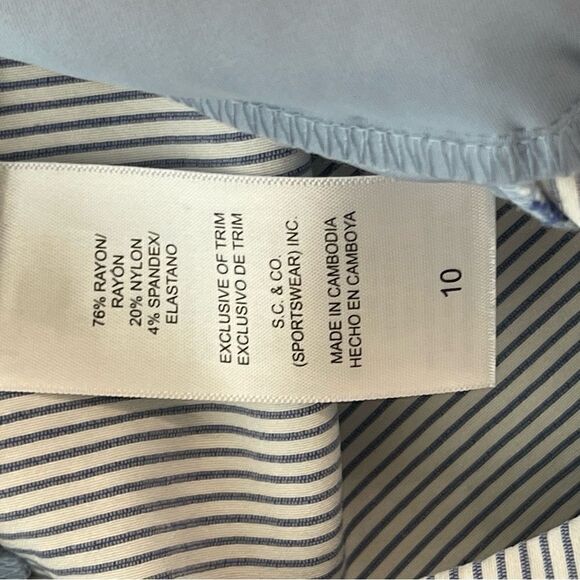 76% RAYON/
RAYÓN
20% NYLON
4% SPANDEX/
ELASTANO
EXCLUSIVE OF TRIM
EXCLUSIVO DE TRIM
S.C. & CO.
(SPORTSWEAR) INC.
MADE IN CAMBODIA
HECHO EN CAMBOYA
10